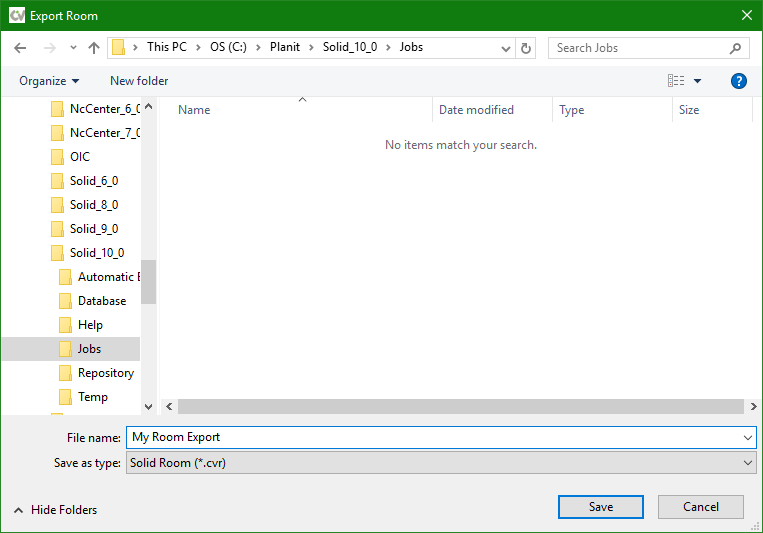 CV Export Room
This PC OS (C:) Planit Solid_10_0 Jobs Search Jobs
Organize New folder ?
NcCenter_6_0
NcCenter_7_0
OIC
Solid_6_0
Solid_8_0
Solid_9_0
Solid_10_0
Automatic E
Database
Help
Jobs
Repository
Temp
Name Date modified Type Size
No items match your search.
File name: My Room Export
Save as type: Solid Room (*.cvr)
Hide Folders Save Cancel